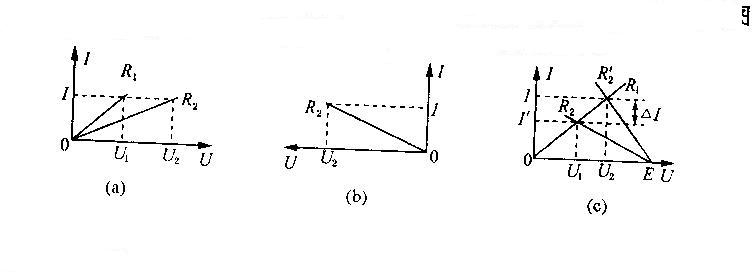 I
R₁
I
R₂
0
U₁
U₂
U
(a)
I
R₂
I
U
U₂
0
(b)
I
R₂′
R₁
I
R₂
ΔI
I′
0
U₁
U₂
E
U
(c)